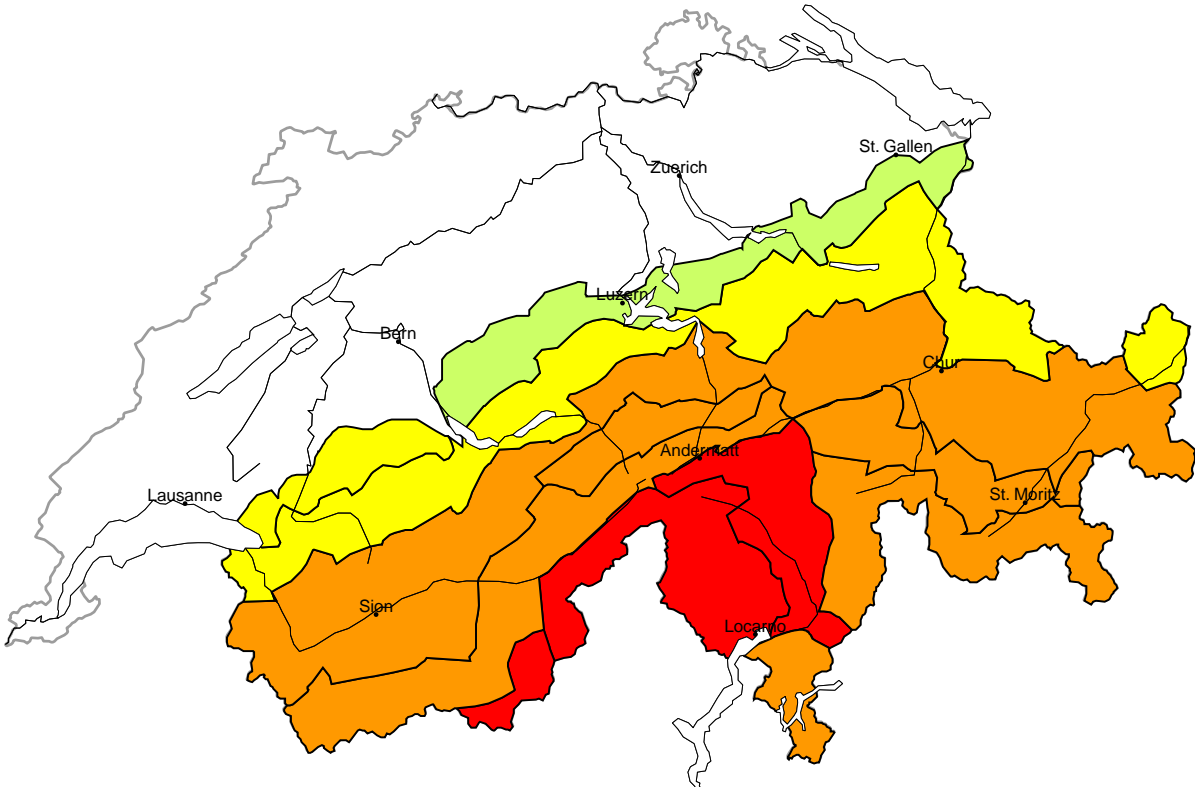 St. Gallen
Zuerich
Luzern
Bern
Chur
Andermatt
Lausanne
St. Moritz
Sion
Locarno